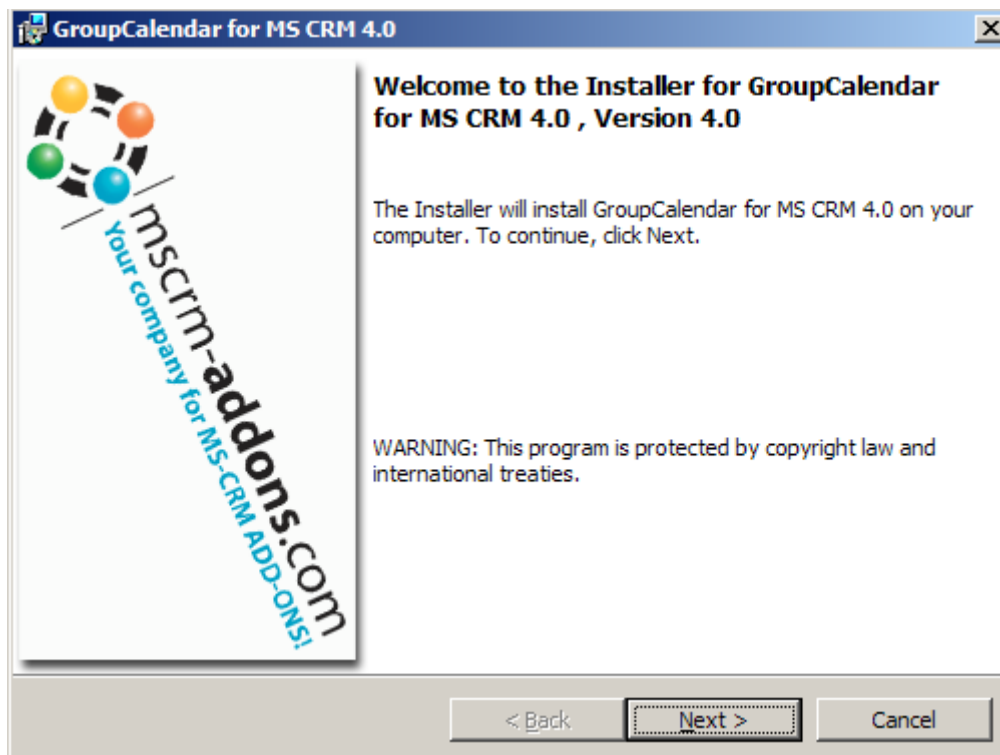 GroupCalendar for MS CRM 4.0
Welcome to the Installer for GroupCalendar
for MS CRM 4.0 , Version 4.0
The Installer will install GroupCalendar for MS CRM 4.0 on your
computer. To continue, click Next.
WARNING: This program is protected by copyright law and
international treaties.
mscrm-addons.com
Your company for MS-CRM ADD-ONS!
< Back
Next >
Cancel